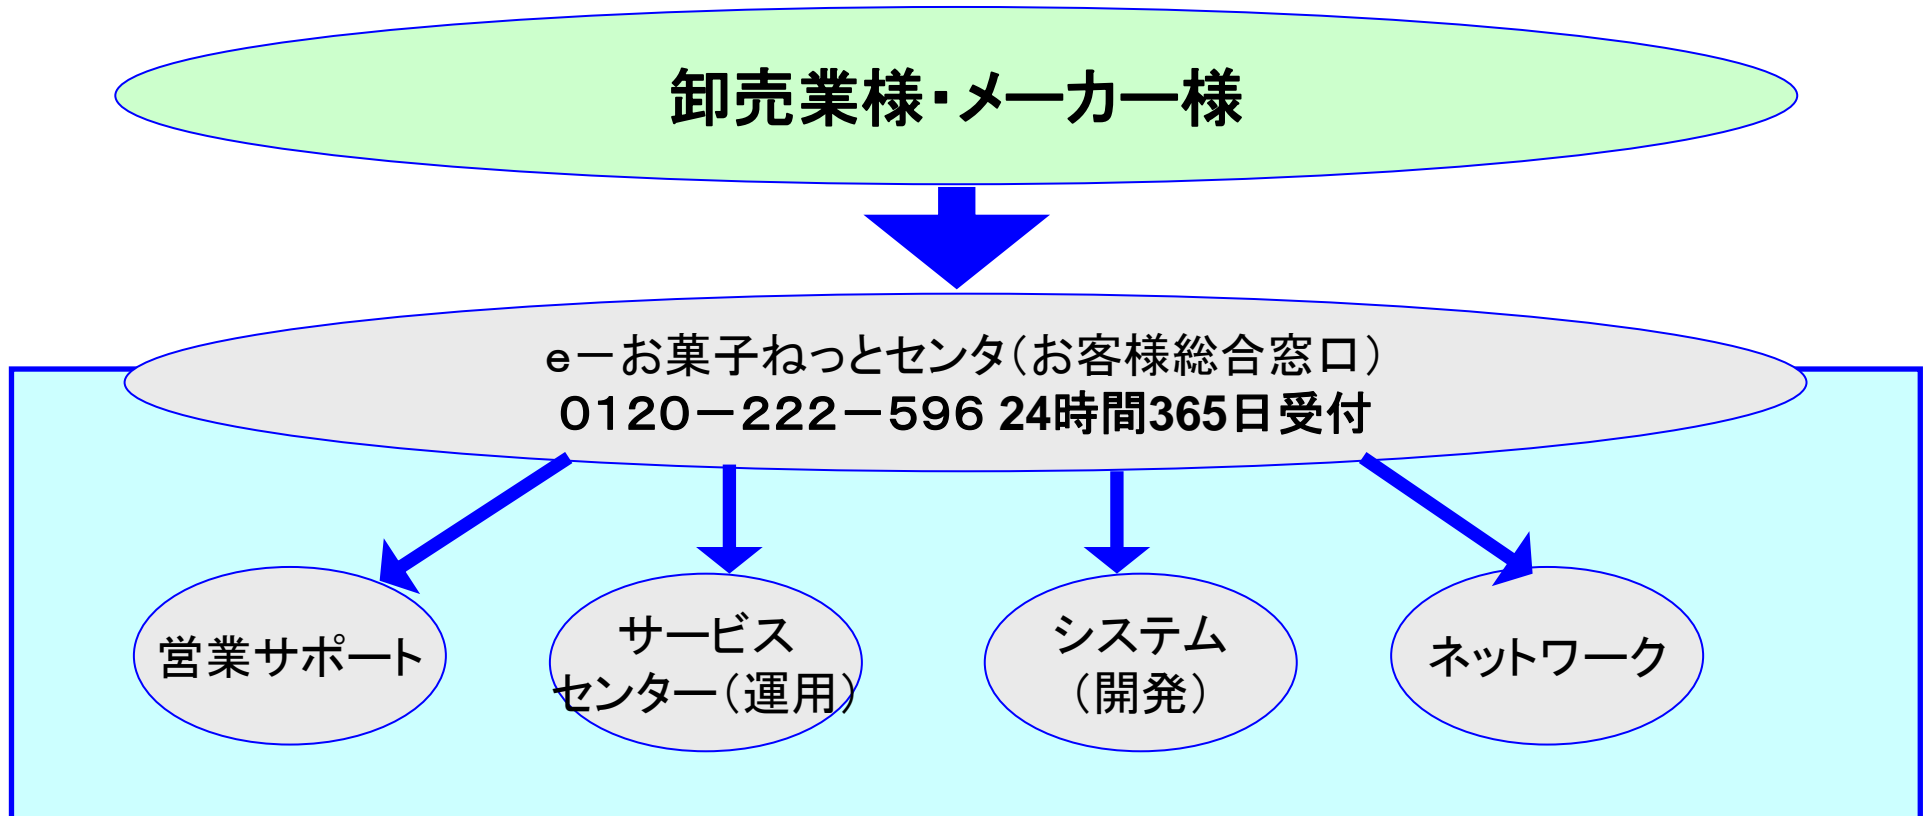 卸売業様・メーカー様
e－お菓子ねっとセンタ（お客様総合窓口）
０１２０－２２２－５９６ 24時間365日受付
営業サポート
サービス
センター（運用）
システム
（開発）
ネットワーク